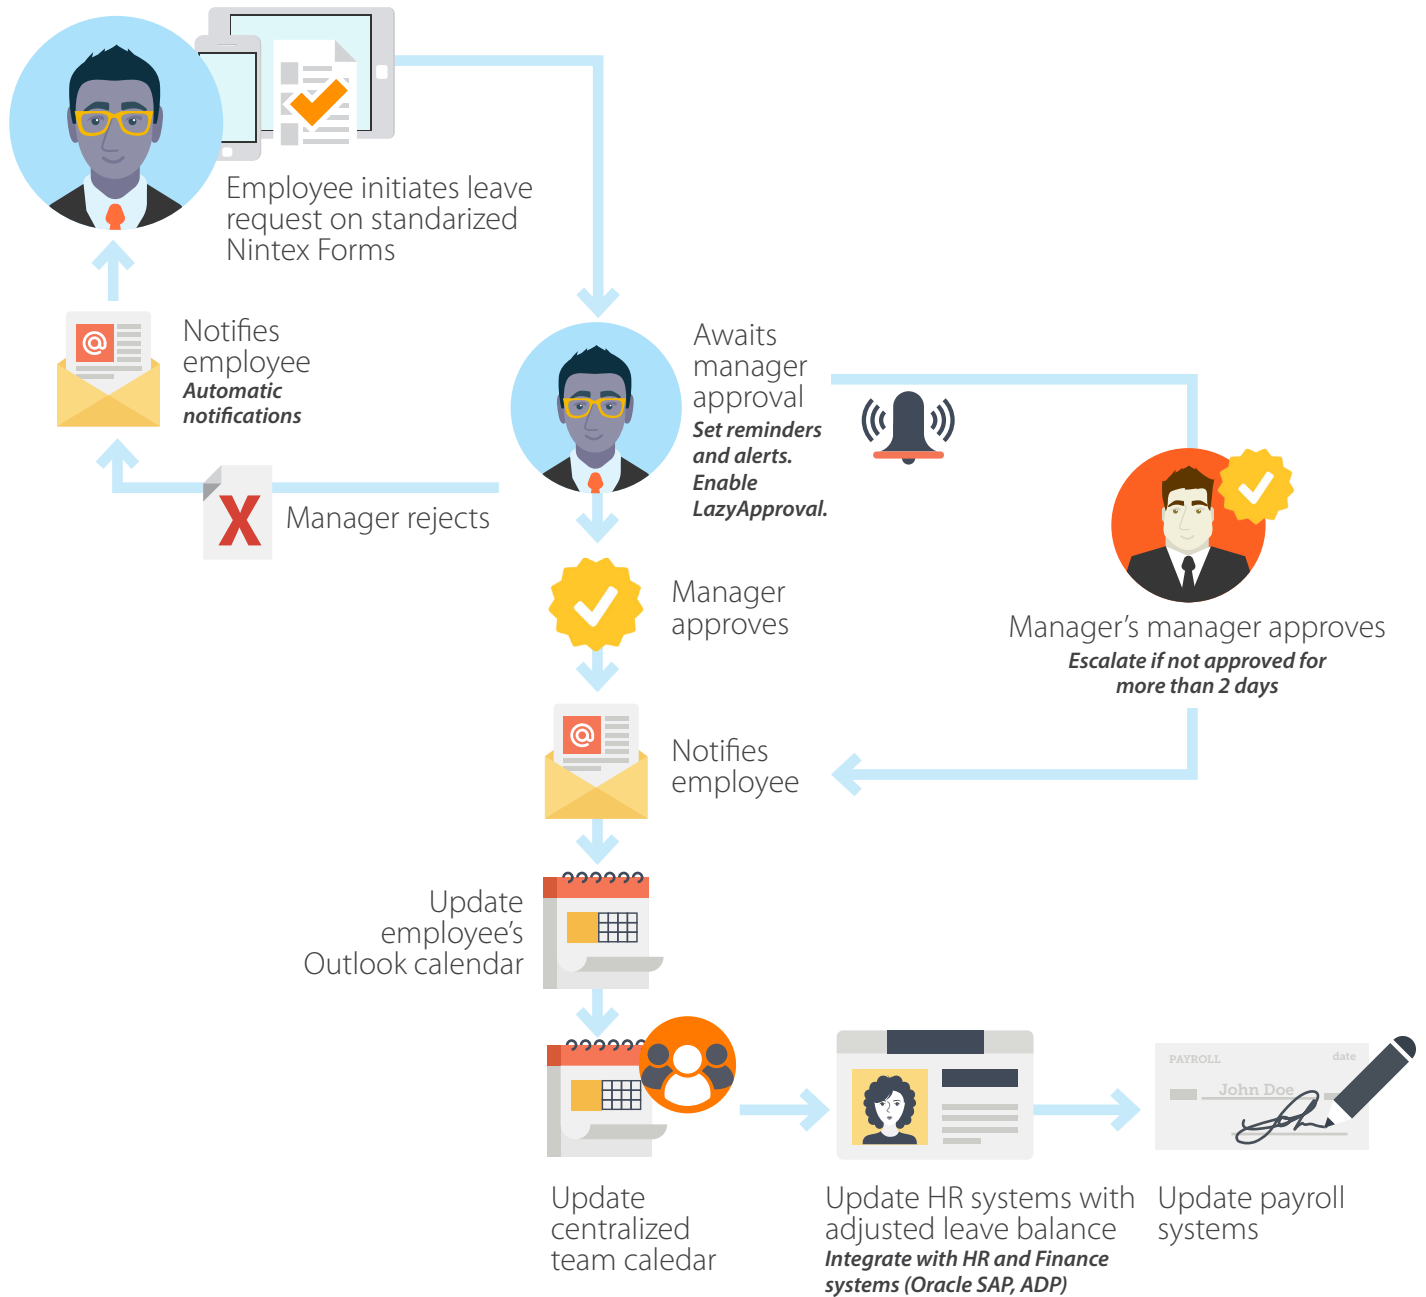 Employee initiates leave
request on standarized
Nintex Forms
Notifies
employee
Automatic
notifications
@
Awaits
manager
approval
Set reminders
and alerts.
Enable
LazyApproval.
X
Manager rejects
Manager
approves
Manager's manager approves
Escalate if not approved for
more than 2 days
@
Notifies
employee
Update
employee's
Outlook calendar
PAYROLL
date
John Doe
Update
centralized
team caledar
Update HR systems with
adjusted leave balance
Integrate with HR and Finance
systems (Oracle SAP, ADP)
Update payroll
systems